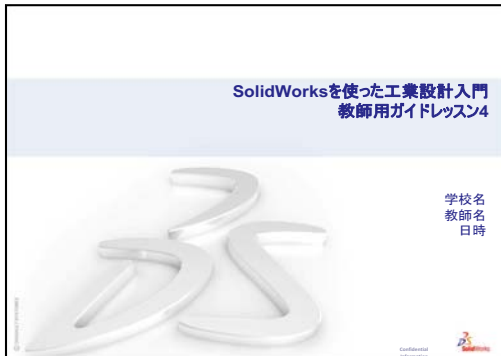 SolidWorksを使った工業設計入門
教師用ガイドレッスン4
学校名
教師名
日時
Confidential
Information
SolidWorks